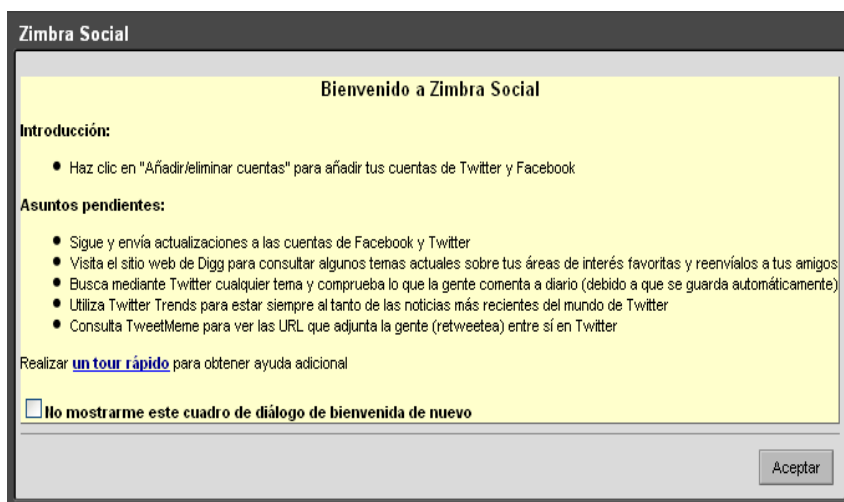 Zimbra Social
Bienvenido a Zimbra Social
Introducción:
Haz clic en "Añadir/eliminar cuentas" para añadir tus cuentas de Twitter y Facebook
Asuntos pendientes:
Sigue y envía actualizaciones a las cuentas de Facebook y Twitter
Visita el sitio web de Digg para consultar algunos temas actuales sobre tus áreas de interés favoritas y reenvíalos a tus amigos
Busca mediante Twitter cualquier tema y comprueba lo que la gente comenta a diario (debido a que se guarda automáticamente)
Utiliza Twitter Trends para estar siempre al tanto de las noticias más recientes del mundo de Twitter
Consulta TweetMeme para ver las URL que adjunta la gente (retweetea) entre sí en Twitter
Realizar un tour rápido para obtener ayuda adicional
No mostrarme este cuadro de diálogo de bienvenida de nuevo
Aceptar